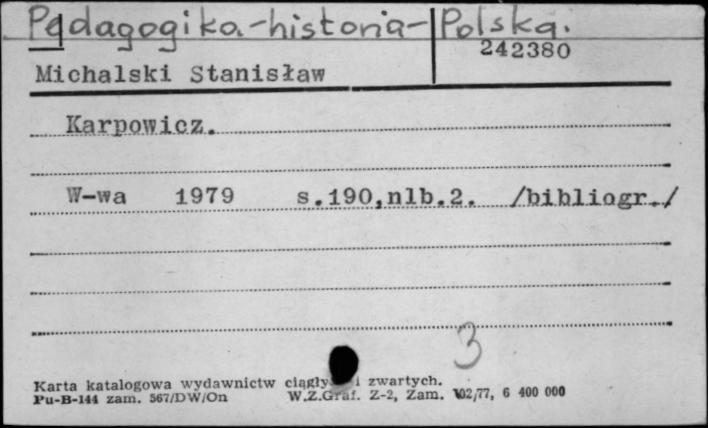 Pedagogika-historia-Polska.
242380
Michalski Stanisław
Karpowicz.
W-wa 1979 s.190,nlb.2. /bibliogr./
3
Karta katalogowa wydawnictw ciągły i zwartych.
Pu-B-144 zam. 567/DW/On W.Z.Graf. Z-2, Zam. 102/77, 6 400 000